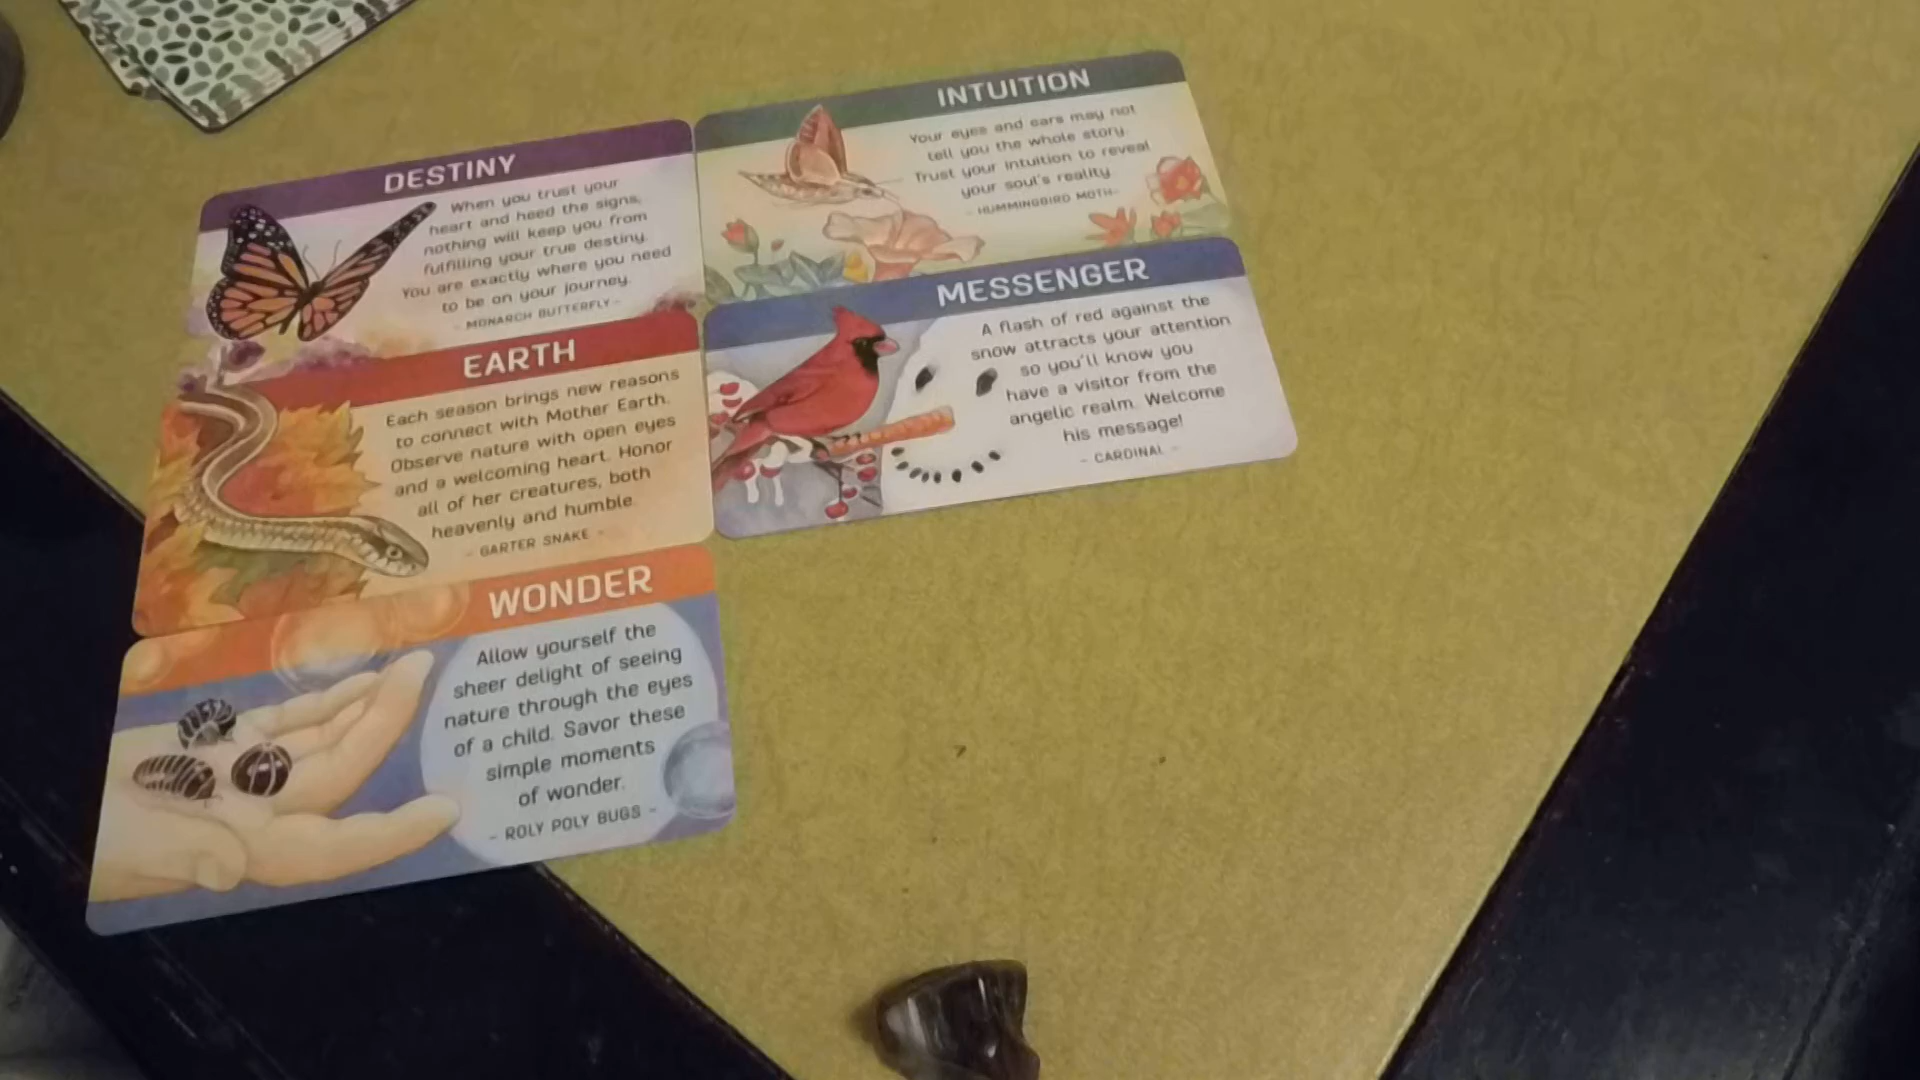 DESTINY
When you trust your
heart and heed the signs,
nothing will keep you from
fulfilling your true destiny.
You are exactly where you need
to be on your journey.
- MONARCH BUTTERFLY -
INTUITION
Your eyes and ears may not
tell you the whole story.
Trust your intuition to reveal
your soul's reality.
- HUMMINGBIRD MOTH -
EARTH
Each season brings new reasons
to connect with Mother Earth.
Observe nature with open eyes
and a welcoming heart. Honor
all of her creatures, both
heavenly and humble.
- GARTER SNAKE -
MESSENGER
A flash of red against the
snow attracts your attention
so you'll know you
have a visitor from the
angelic realm. Welcome
his message!
- CARDINAL -
WONDER
Allow yourself the
sheer delight of seeing
nature through the eyes
of a child. Savor these
simple moments
of wonder.
- ROLY POLY BUGS -